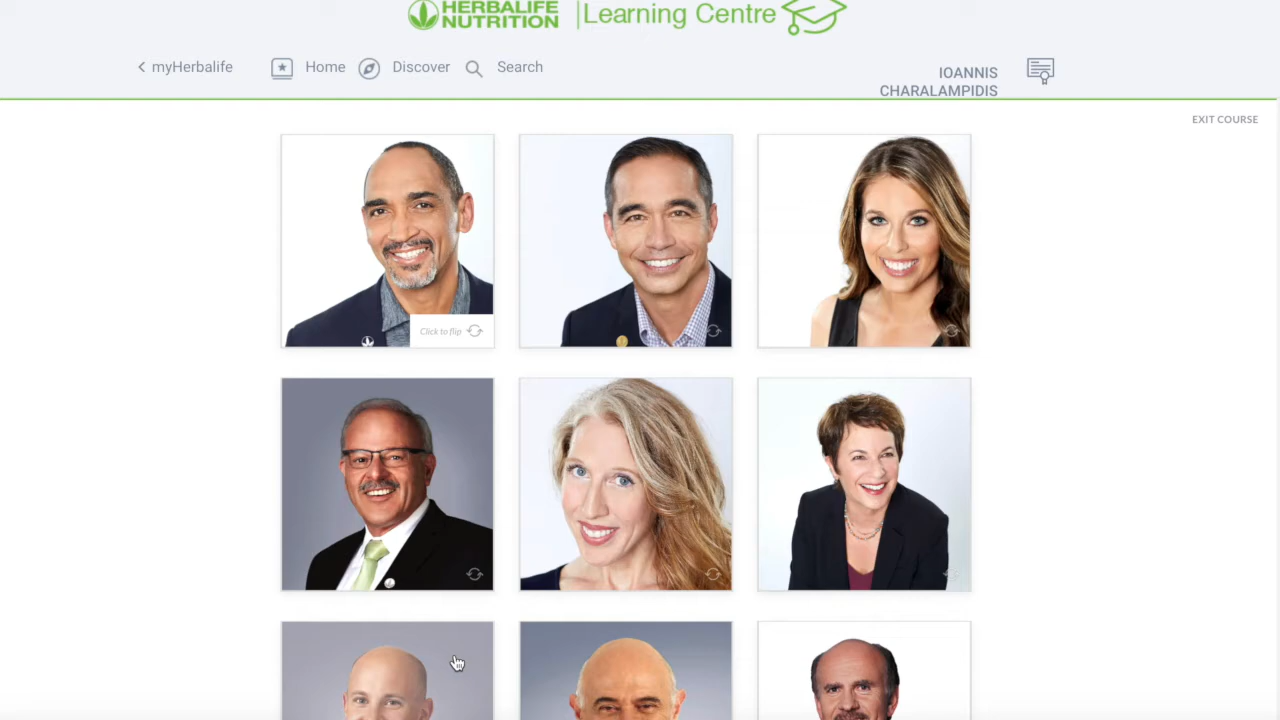 HERBALIFE
NUTRITION
Learning Centre
myHerbalife
Home
Discover
Search
IOANNIS
CHARALAMPIDIS
EXIT COURSE
Click to flip